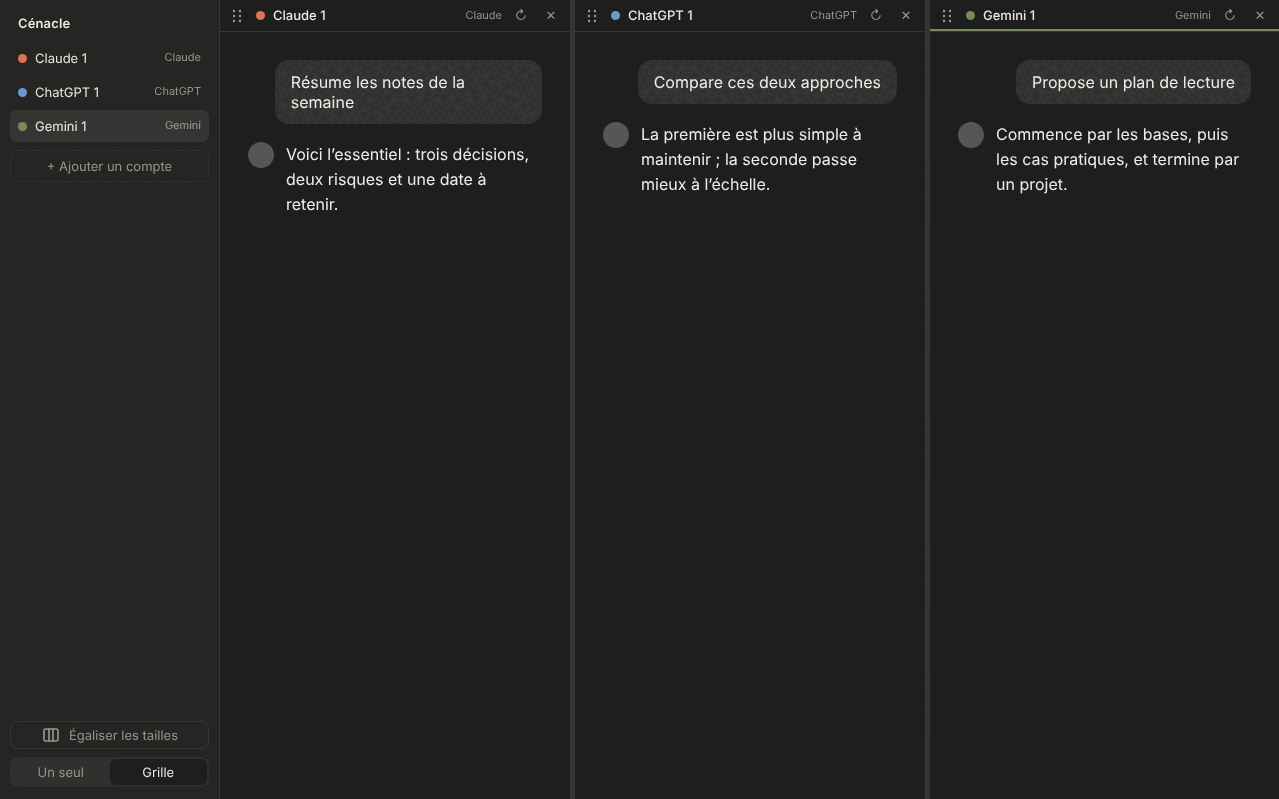 Cénacle
Claude 1 Claude
ChatGPT 1 ChatGPT
Gemini 1 Gemini
+ Ajouter un compte
Égaliser les tailles
Un seul Grille
Claude 1 Claude
Résume les notes de la
semaine
Voici l’essentiel : trois décisions,
deux risques et une date à
retenir.
ChatGPT 1 ChatGPT
Compare ces deux approches
La première est plus simple à
maintenir ; la seconde passe
mieux à l’échelle.
Gemini 1 Gemini
Propose un plan de lecture
Commence par les bases, puis
les cas pratiques, et termine par
un projet.